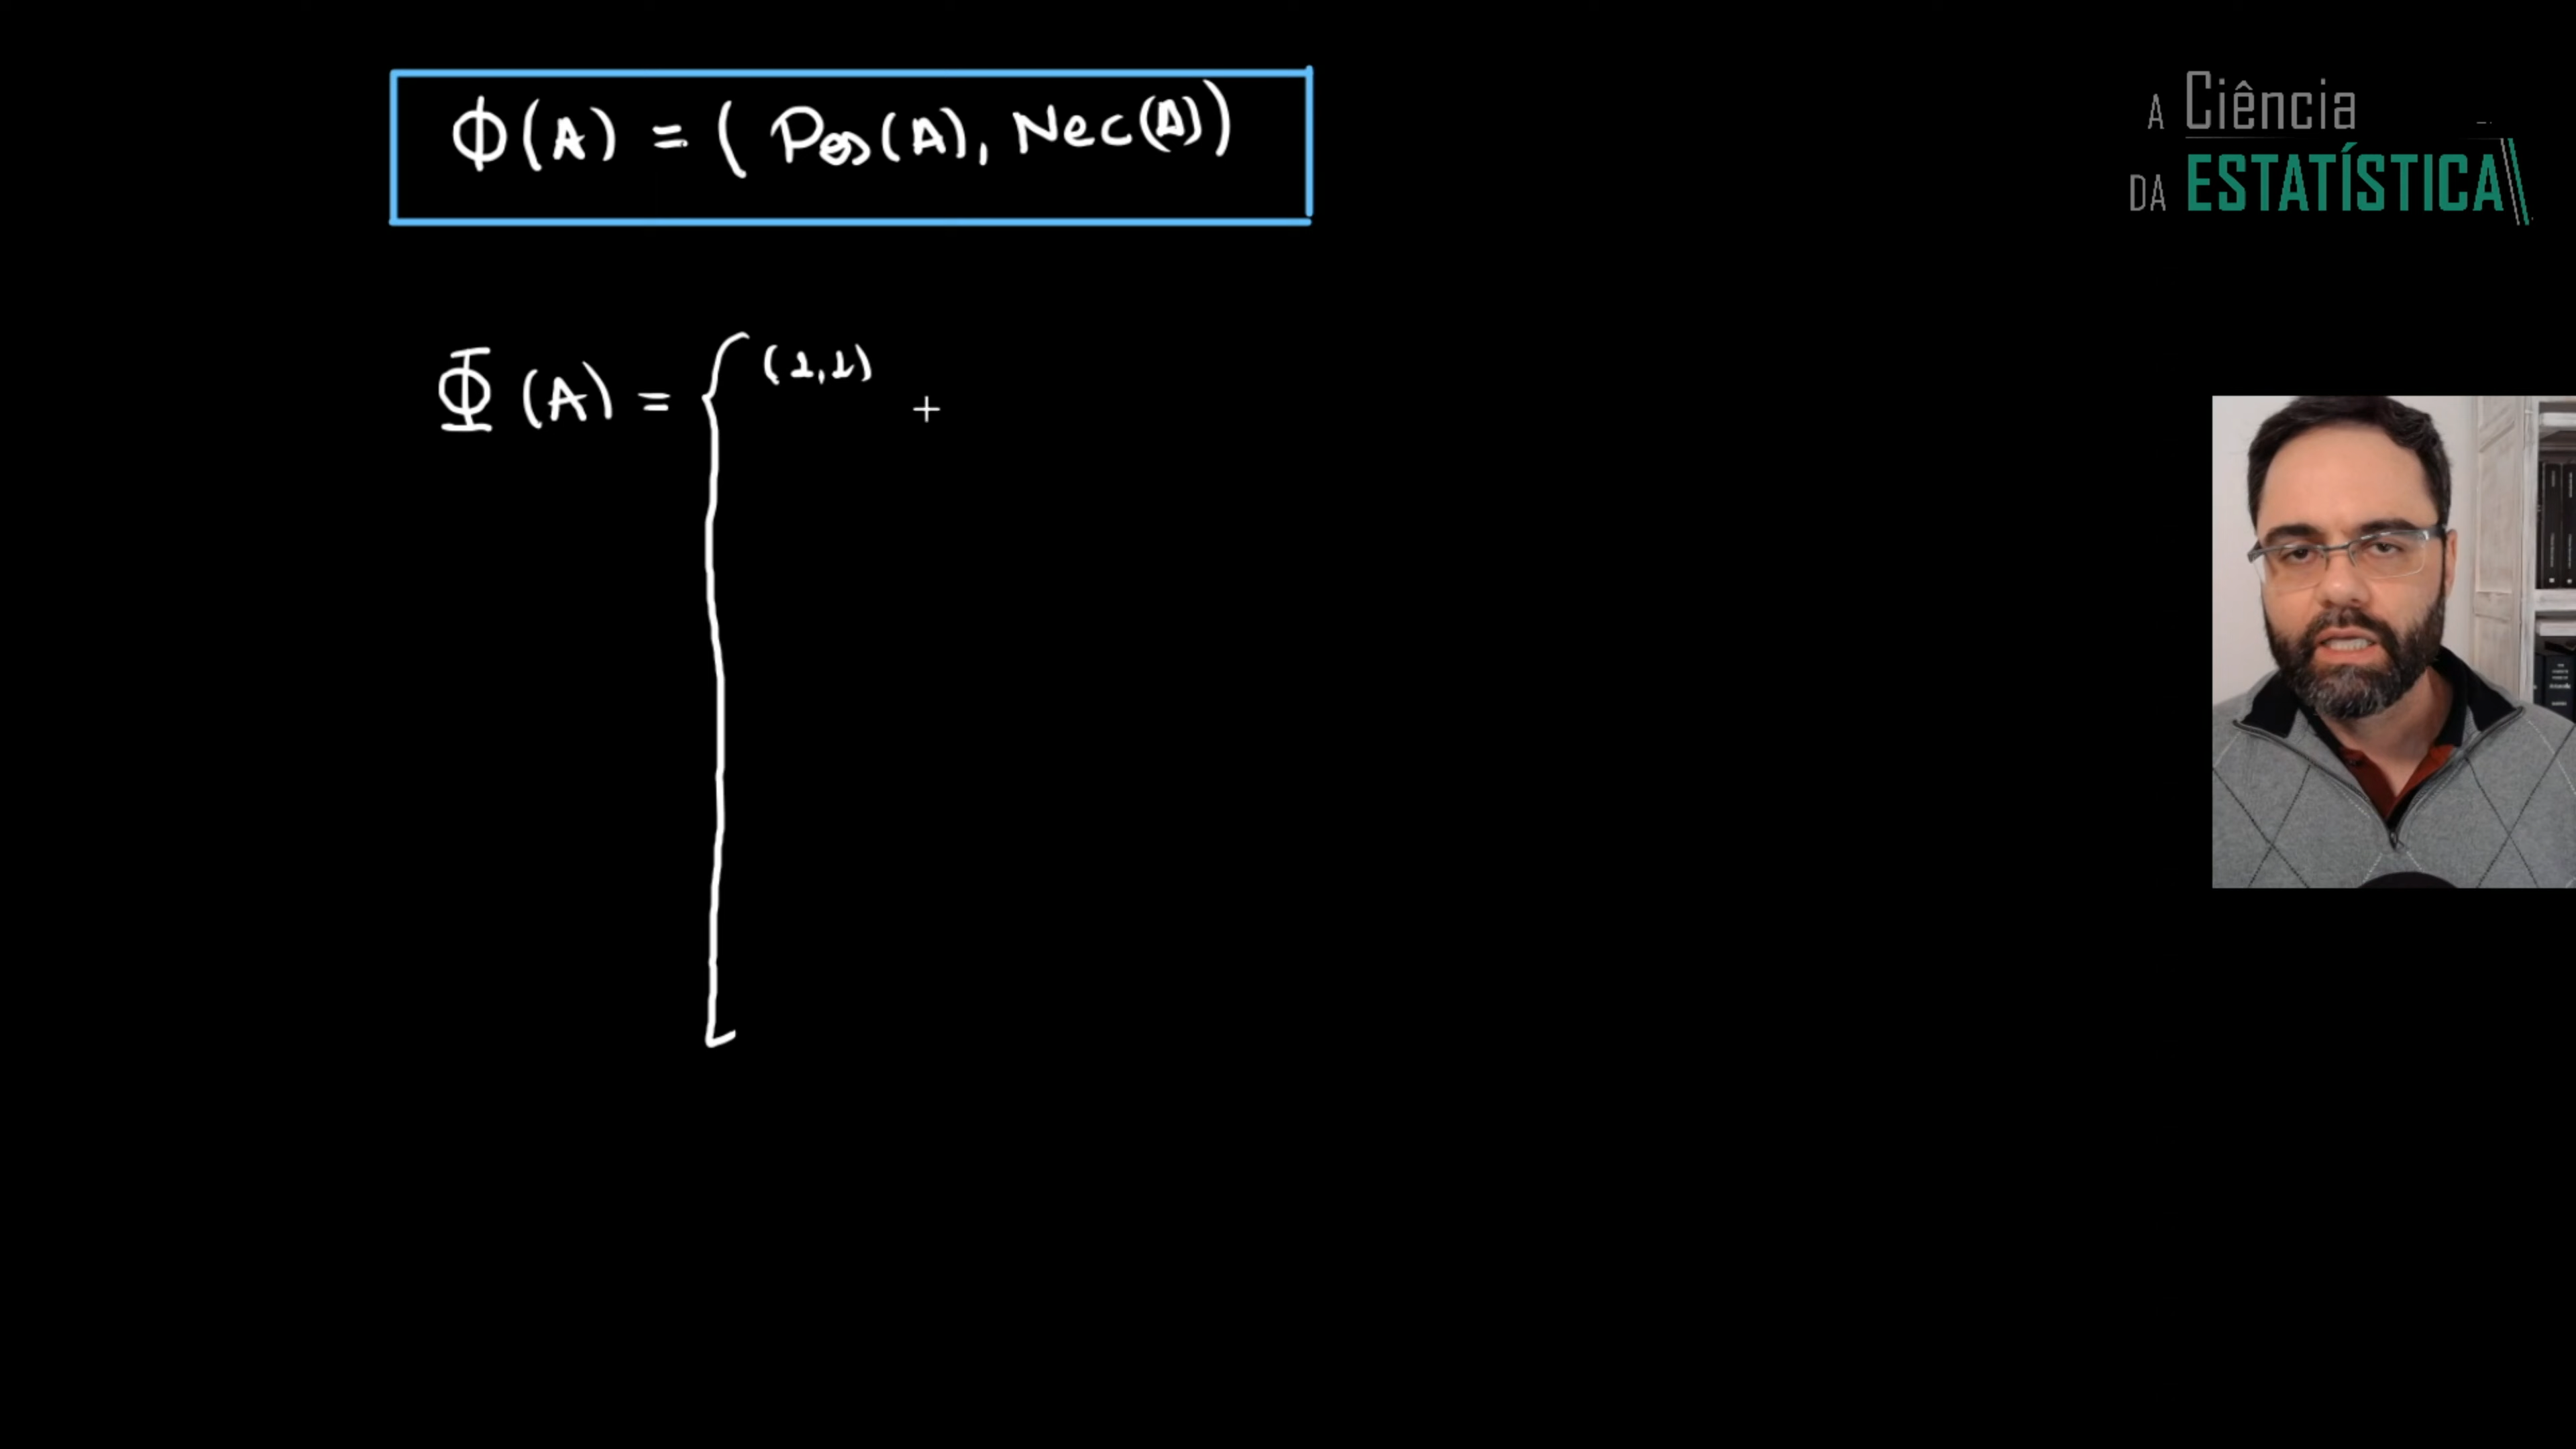 Φ(A) = ( Pos(A), Nec(A))
A Ciência
DA ESTATÍSTICA
Φ (A) = { (1,1)